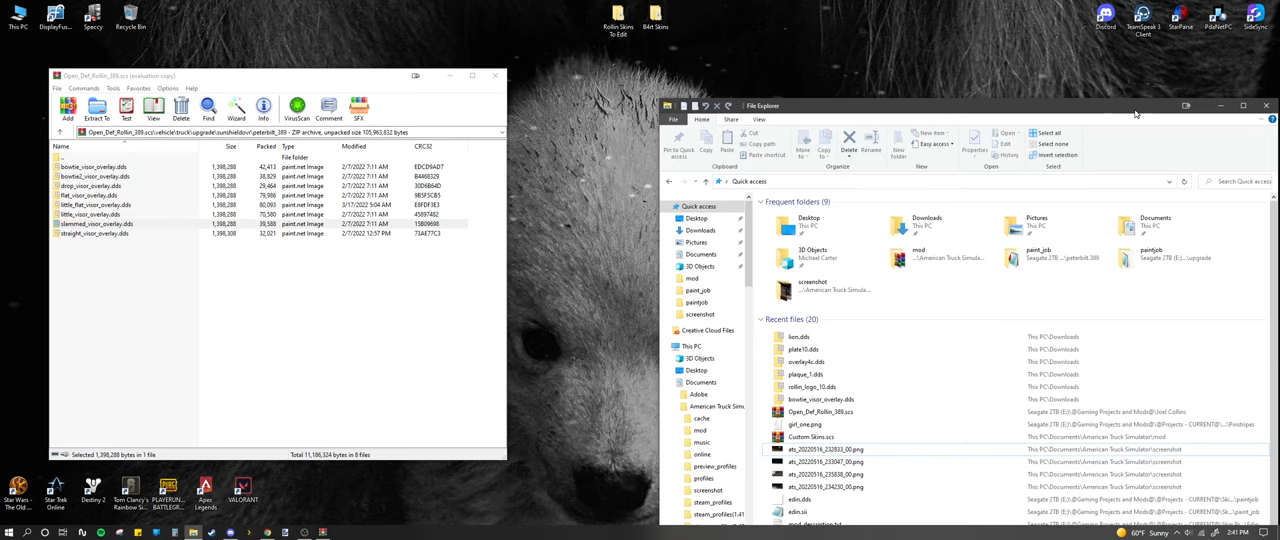 This PC
DisplayFus...
Speccy
Recycle Bin
Rollin Skins To Edit
B4rt Skins
Discord
TeamSpeak 3 Client
StarParse
PdaNetPC
SideSync
Open_Def_Rollin_389.scs (evaluation copy)
File Commands Tools Favorites Options Help
Add Extract To Test View Delete Find Wizard Info VirusScan Comment SFX
Open_Def_Rollin_389.scs\vehicle\truck\upgrade\sunshieldovr\peterbilt_389 - ZIP archive, unpacked size 105,963,832 bytes
Name Size Packed Type Modified CRC32
.. File folder
bowtie_visor_overlay.dds 1,398,288 42,413 paint.net Image 2/7/2022 7:11 AM EDCD9AD7
bowtie2_visor_overlay.dds 1,398,288 38,829 paint.net Image 2/7/2022 7:11 AM B4468329
drop_visor_overlay.dds 1,398,288 29,464 paint.net Image 2/7/2022 7:11 AM 30D6B64D
flat_visor_overlay.dds 1,398,288 79,986 paint.net Image 2/7/2022 7:11 AM 9B5F5CB5
little_flat_visor_overlay.dds 1,398,288 80,093 paint.net Image 3/17/2022 5:04 AM E8FDF3E3
little_visor_overlay.dds 1,398,288 70,580 paint.net Image 2/7/2022 7:11 AM 45897482
slammed_visor_overlay.dds 1,398,288 39,588 paint.net Image 2/7/2022 7:11 AM 15B09698
straight_visor_overlay.dds 1,398,308 32,021 paint.net Image 2/7/2022 12:57 PM 73AE77C3
Selected 1,398,288 bytes in 1 file
Total 11,186,324 bytes in 8 files
File Explorer
File Home Share View
Pin to Quick access
Copy
Paste
Cut
Copy path
Paste shortcut
Move to
Copy to
Delete
Rename
New folder
New item
Easy access
Properties
Open
Edit
History
Select all
Select none
Invert selection
Clipboard Organize New Open Select
Quick access
Search Quick access
Quick access
Desktop
Downloads
Pictures
Documents
3D Objects
mod
paint_job
paintjob
screenshot
Creative Cloud Files
This PC
3D Objects
Desktop
Documents
Adobe
American Truck Simu
cache
mod
music
online
preview_profiles
profiles
screenshot
steam_profiles
steam_profiles(1.41
Frequent folders (9)
Desktop
This PC
Downloads
This PC
Pictures
This PC
Documents
This PC
3D Objects
Michael Carter
mod
...\American Truck Simula...
paint_job
Seagate 2TB ...\peterbilt.389
paintjob
Seagate 2TB (E:)...\upgrade
screenshot
...\American Truck Simula...
Recent files (20)
lion.dds This PC\Downloads
plate10.dds This PC\Downloads
overlay4c.dds This PC\Downloads
plaque_1.dds This PC\Downloads
rollin_logo_10.dds This PC\Downloads
bowtie_visor_overlay.dds This PC\Downloads
Open_Def_Rollin_389.scs Seagate 2TB (E:)\@Gaming Projects and Mods\@Joel Collins
girl_one.png Seagate 2TB (E:)\@Gaming Projects and Mods\@Projects - CURRENT\...\Pinstripes
Custom Skins.scs This PC\Documents\American Truck Simulator\mod
ats_20220516_232833_00.png This PC\Documents\American Truck Simulator\screenshot
ats_20220516_233047_00.png This PC\Documents\American Truck Simulator\screenshot
ats_20220516_235838_00.png This PC\Documents\American Truck Simulator\screenshot
ats_20220516_234230_00.png This PC\Documents\American Truck Simulator\screenshot
edin.dds Seagate 2TB (E:)\@Gaming Projects and Mods\@Projects - CURRENT\@Sk...\paintjob
edin.sii
mod_description.txt
Star Wars - The Old ...
Star Trek Online
Destiny 2
Tom Clancy's Rainbow Si...
PLAYERUN... BATTLEGR...
Apex Legends
VALORANT
60°F Sunny
2:41 PM